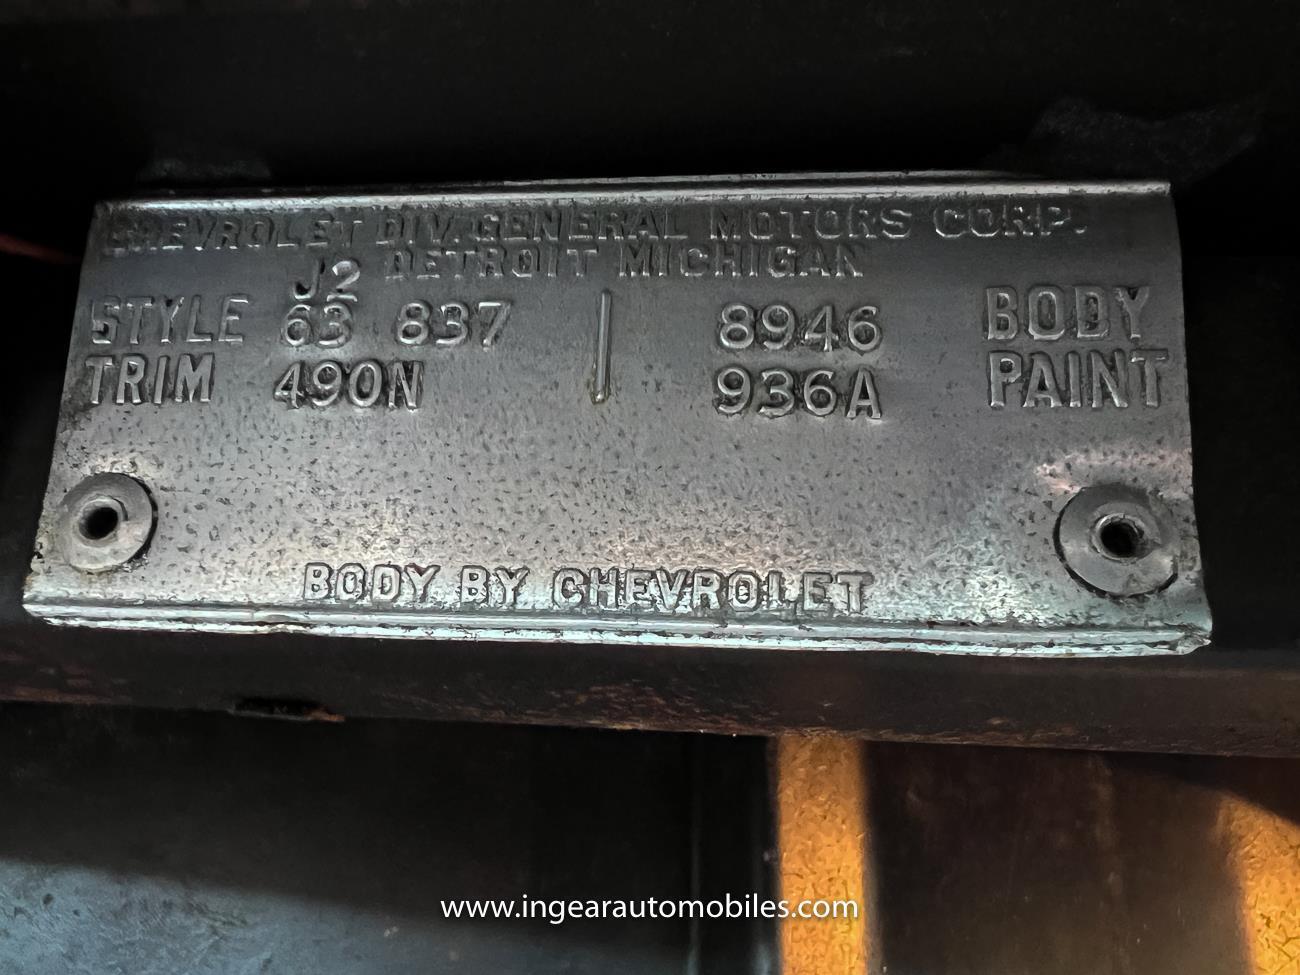 CHEVROLET DIV. GENERAL MOTORS CORP.
J2 DETROIT MICHIGAN
STYLE 63 837 8946 BODY
TRIM 490N 936A PAINT
BODY BY CHEVROLET
www.ingearautomobiles.com